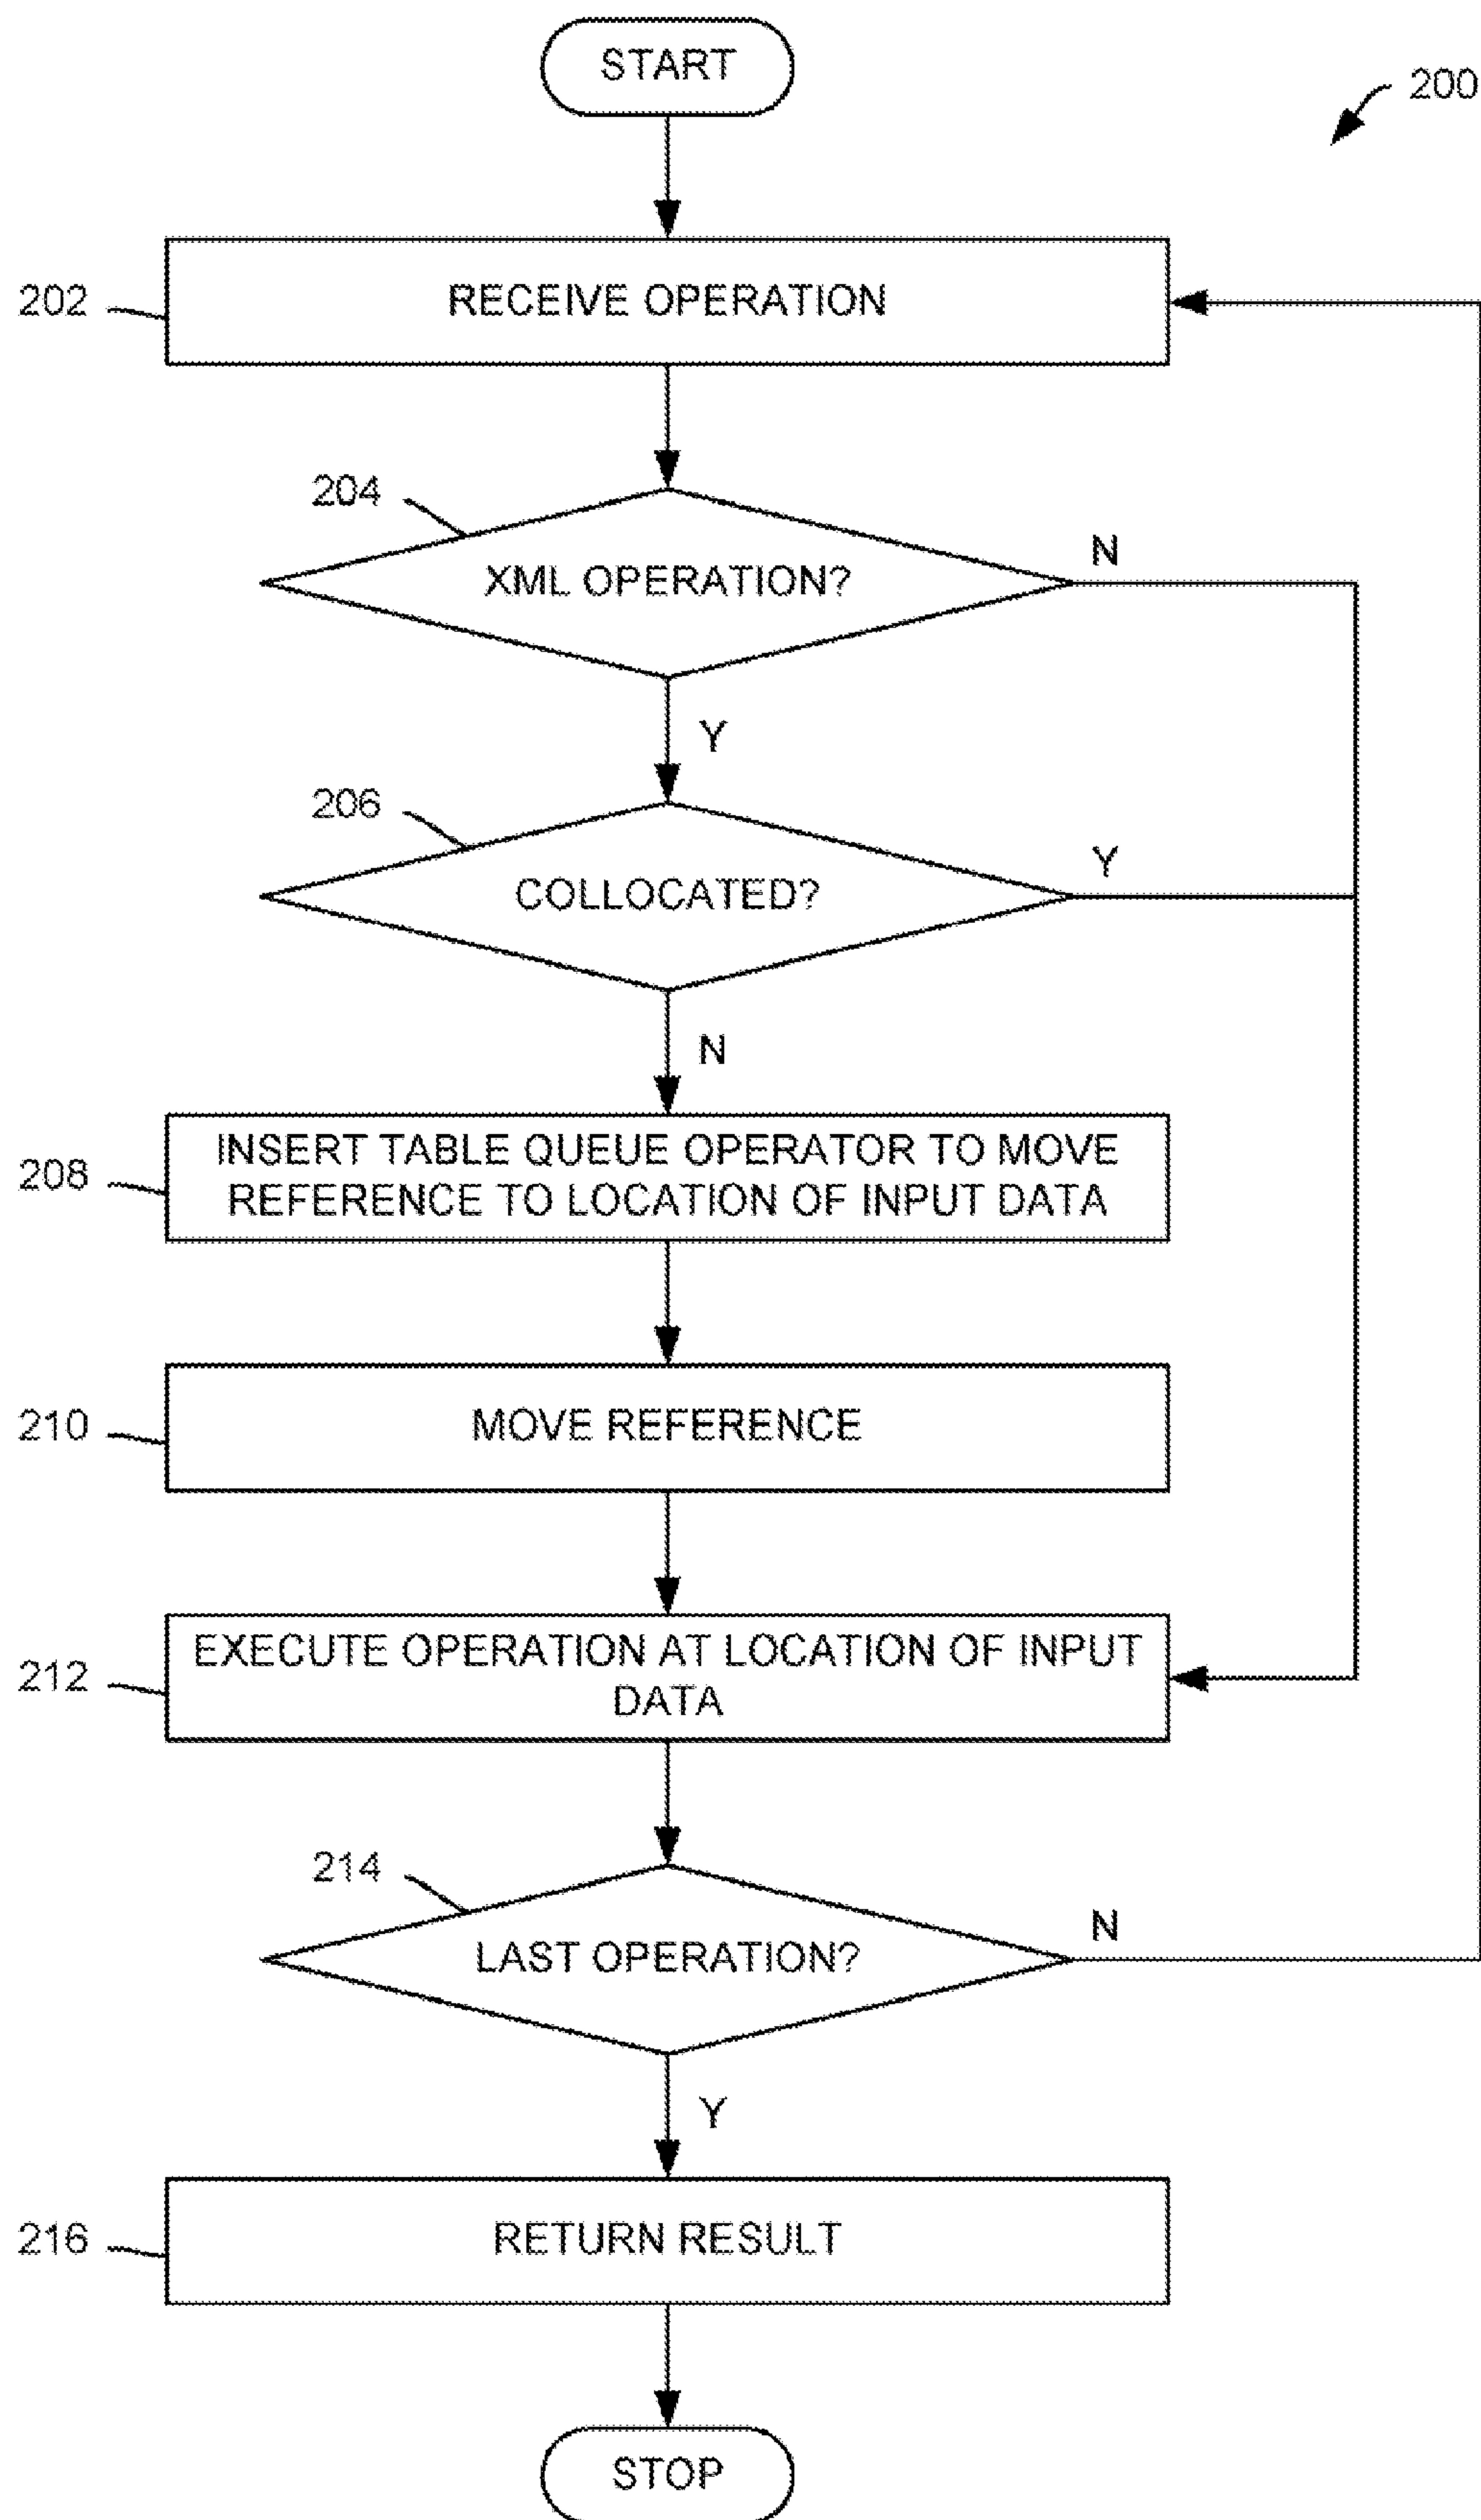 START
200
202
RECEIVE OPERATION
204
XML OPERATION?
N
Y
206
COLLOCATED?
Y
N
208
INSERT TABLE QUEUE OPERATOR TO MOVE
REFERENCE TO LOCATION OF INPUT DATA
210
MOVE REFERENCE
212
EXECUTE OPERATION AT LOCATION OF INPUT
DATA
214
LAST OPERATION?
N
Y
216
RETURN RESULT
STOP